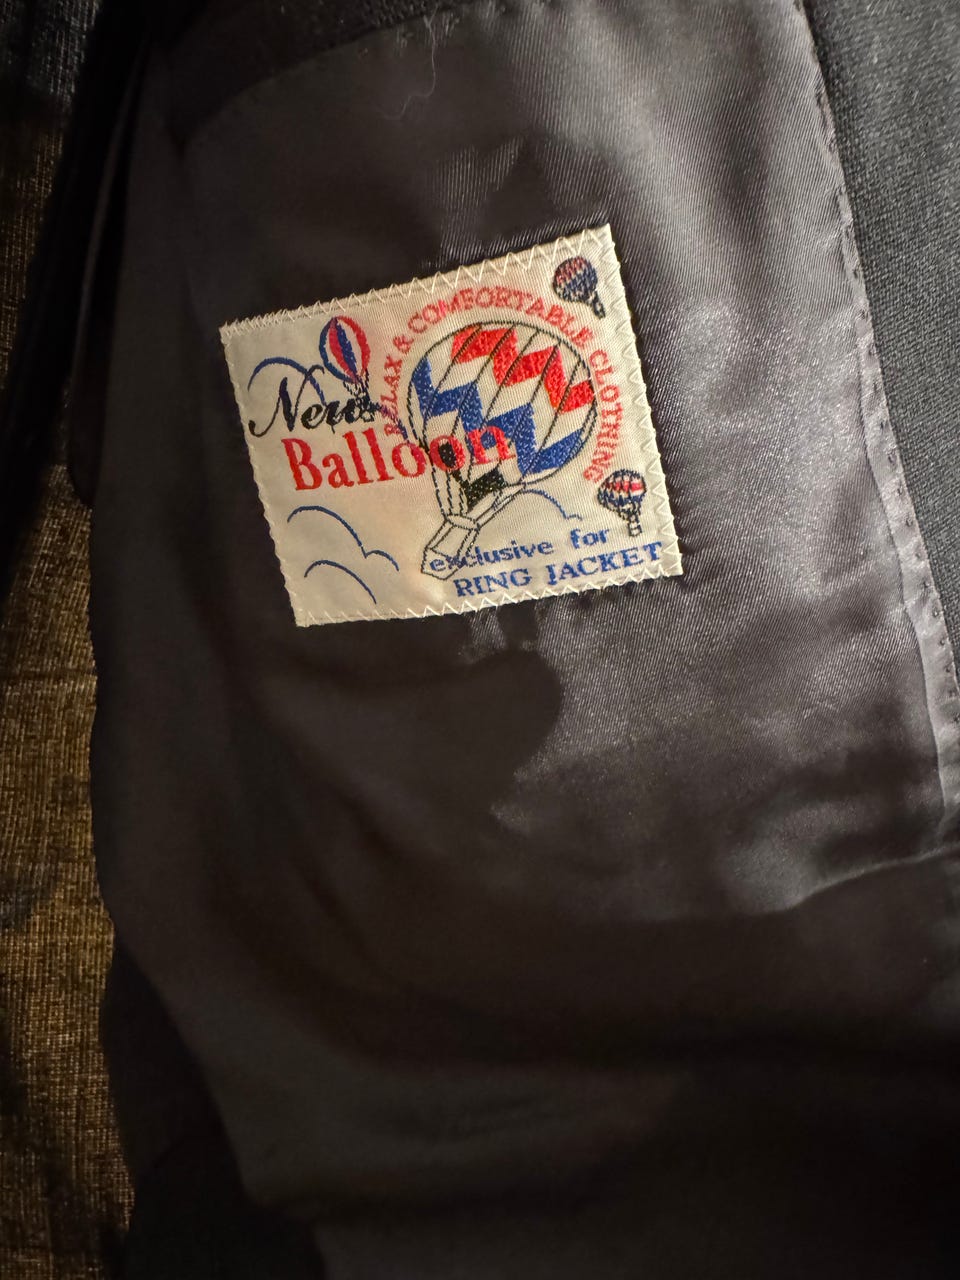 New
Balloon
RELAX & COMFORTABLE CLOTHING
exclusive for
RING JACKET